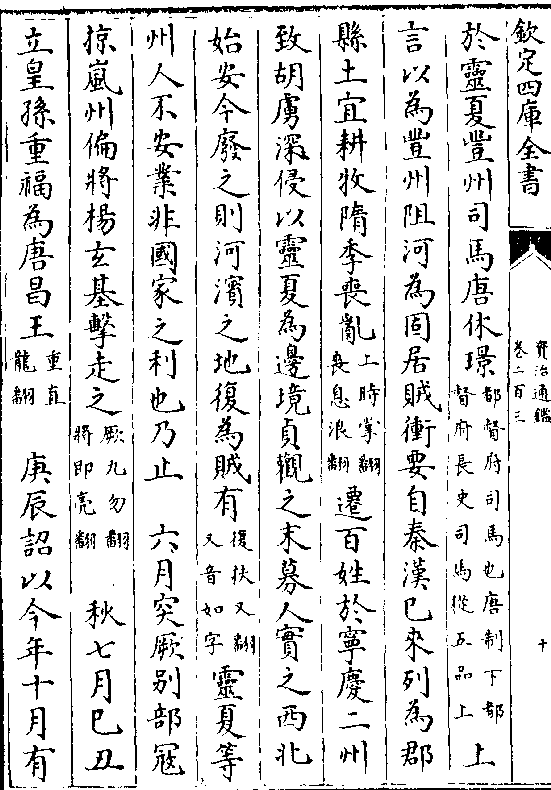 欽定四庫全書
資治通鑑
卷二百三
十
於靈夏豐州司馬唐休璟都督府司馬也唐制下都督府長史司馬從五品上上
言以為豐州阻河為固居賊衝要自秦漢已來列為郡
縣土宜耕牧隋季喪亂上時掌翻喪息浪翻遷百姓於寧慶二州
致胡虜深侵以靈夏為邊境貞觀之末募人實之西北
始安今廢之則河濱之地復為賊有復扶又翻又音如字靈夏等
州人不安業非國家之利也乃止 六月突厥别部寇
掠嵐州偏將楊玄基擊走之厥九勿翻將即亮翻 秋七月己丑
立皇孫重福為唐昌王重直龍翻 庚辰詔以今年十月有